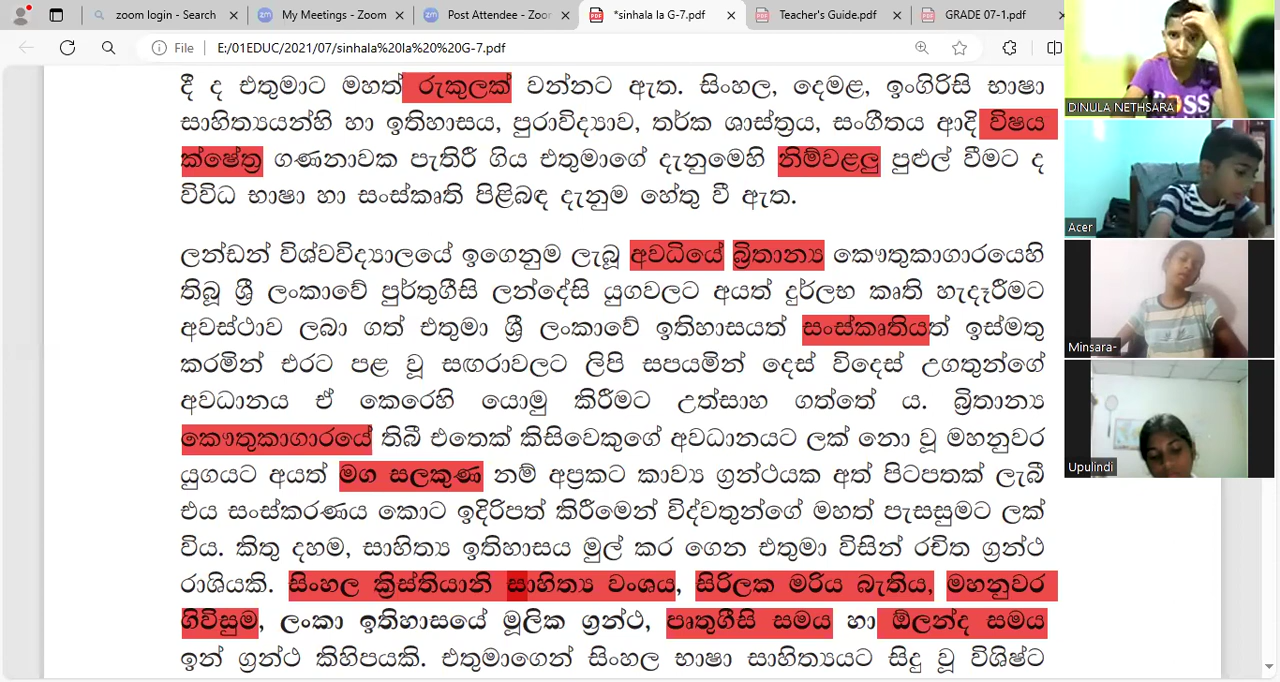 zoom login - Search
My Meetings - Zoom
Post Attendee - Zoo
*sinhala la G-7.pdf
Teacher's Guide.pdf
GRADE 07-1.pdf
File E:/01EDUC/2021/07/sinhala%20la%20%20G-7.pdf
දී ද එතුමාට මහත් රුකුලක් වන්නට ඇත. සිංහල, දෙමළ, ඉංගිරිසි භාෂා
සාහිත්‍යයන්හි හා ඉතිහාසය, පුරාවිද්‍යාව, තර්ක ශාස්ත්‍රය, සංගීතය ආදි විෂය
ක්ෂේත්‍ර ගණනාවක පැතිරී ගිය එතුමාගේ දැනුමෙහි නිම්වළලු පුළුල් වීමට ද
විවිධ භාෂා හා සංස්කෘති පිළිබඳ දැනුම හේතු වී ඇත.
ලන්ඩන් විශ්වවිද්‍යාලයේ ඉගෙනුම ලැබූ අවධියේ බ්‍රිතාන්‍ය කෞතුකාගාරයෙහි
තිබූ ශ්‍රී ලංකාවේ පුර්තුගීසි ලන්දේසි යුගවලට අයත් දුර්ලභ කෘති හැදෑරීමට
අවස්ථාව ලබා ගත් එතුමා ශ්‍රී ලංකාවේ ඉතිහාසයත් සංස්කෘතියත් ඉස්මතු
කරමින් එරට පළ වූ සඟරාවලට ලිපි සපයමින් දෙස් විදෙස් උගතුන්ගේ
අවධානය ඒ කෙරෙහි යොමු කිරීමට උත්සාහ ගත්තේ ය. බ්‍රිතාන්‍ය
කෞතුකාගාරයේ තිබී එතෙක් කිසිවෙකුගේ අවධානයට ලක් නො වූ මහනුවර
යුගයට අයත් මග සලකුණ නම් අප්‍රකට කාව්‍ය ග්‍රන්ථයක අත් පිටපතක් ලැබී
එය සංස්කරණය කොට ඉදිරිපත් කිරීමෙන් විද්වතුන්ගේ මහත් පැසසුමට ලක්
විය. කිතු දහම, සාහිත්‍ය ඉතිහාසය මුල් කර ගෙන එතුමා විසින් රචිත ග්‍රන්ථ
රාශියකි. සිංහල ක්‍රිස්තියානි සාහිත්‍ය වංශය, සිරිලක මරිය බැතිය, මහනුවර
ගිවිසුම, ලංකා ඉතිහාසයේ මූලික ග්‍රන්ථ, පෘතුගීසි සමය හා ඕලන්ද සමය
ඉන් ග්‍රන්ථ කිහිපයකි. එතුමාගෙන් සිංහල භාෂා සාහිත්‍යයට සිදු වූ විශිෂ්ට
DINULA NETHSARA
BOSS
Acer
Minsara-
Upulindi